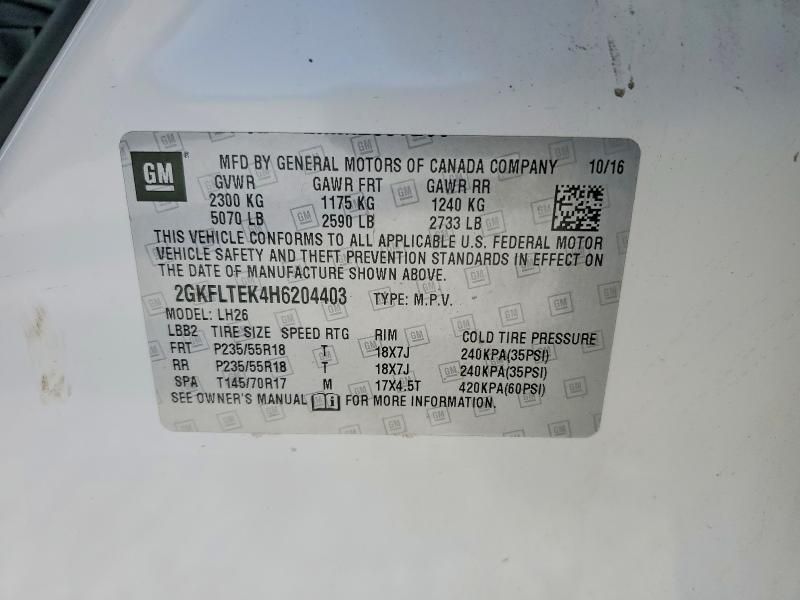 GM
MFD BY GENERAL MOTORS OF CANADA COMPANY 10/16
GVWR GAWR FRT GAWR RR
2300 KG 1175 KG 1240 KG
5070 LB 2590 LB 2733 LB
THIS VEHICLE CONFORMS TO ALL APPLICABLE U.S. FEDERAL MOTOR
VEHICLE SAFETY AND THEFT PREVENTION STANDARDS IN EFFECT ON
THE DATE OF MANUFACTURE SHOWN ABOVE.
2GKFLTEK4H6204403 TYPE: M.P.V.
MODEL: LH26
LBB2 TIRE SIZE SPEED RTG RIM COLD TIRE PRESSURE
FRT P235/55R18 T 18X7J 240KPA(35PSI)
RR P235/55R18 T 18X7J 240KPA(35PSI)
SPA T145/70R17 M 17X4.5T 420KPA(60PSI)
SEE OWNER'S MANUAL FOR MORE INFORMATION.